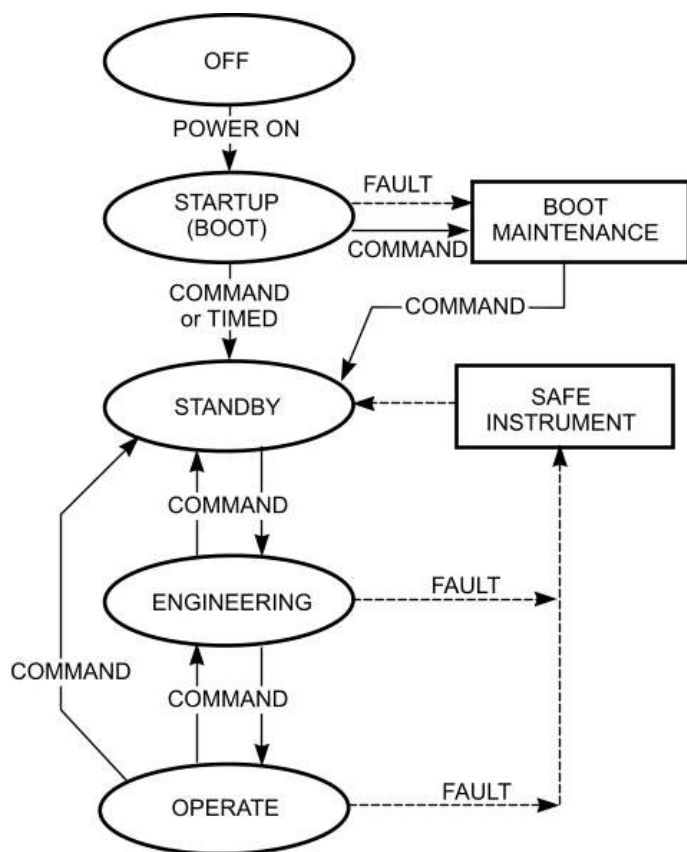 OFF
POWER ON
STARTUP
(BOOT)
FAULT
COMMAND
BOOT
MAINTENANCE
COMMAND
or TIMED
COMMAND
STANDBY
SAFE
INSTRUMENT
COMMAND
ENGINEERING
FAULT
COMMAND
COMMAND
OPERATE
FAULT